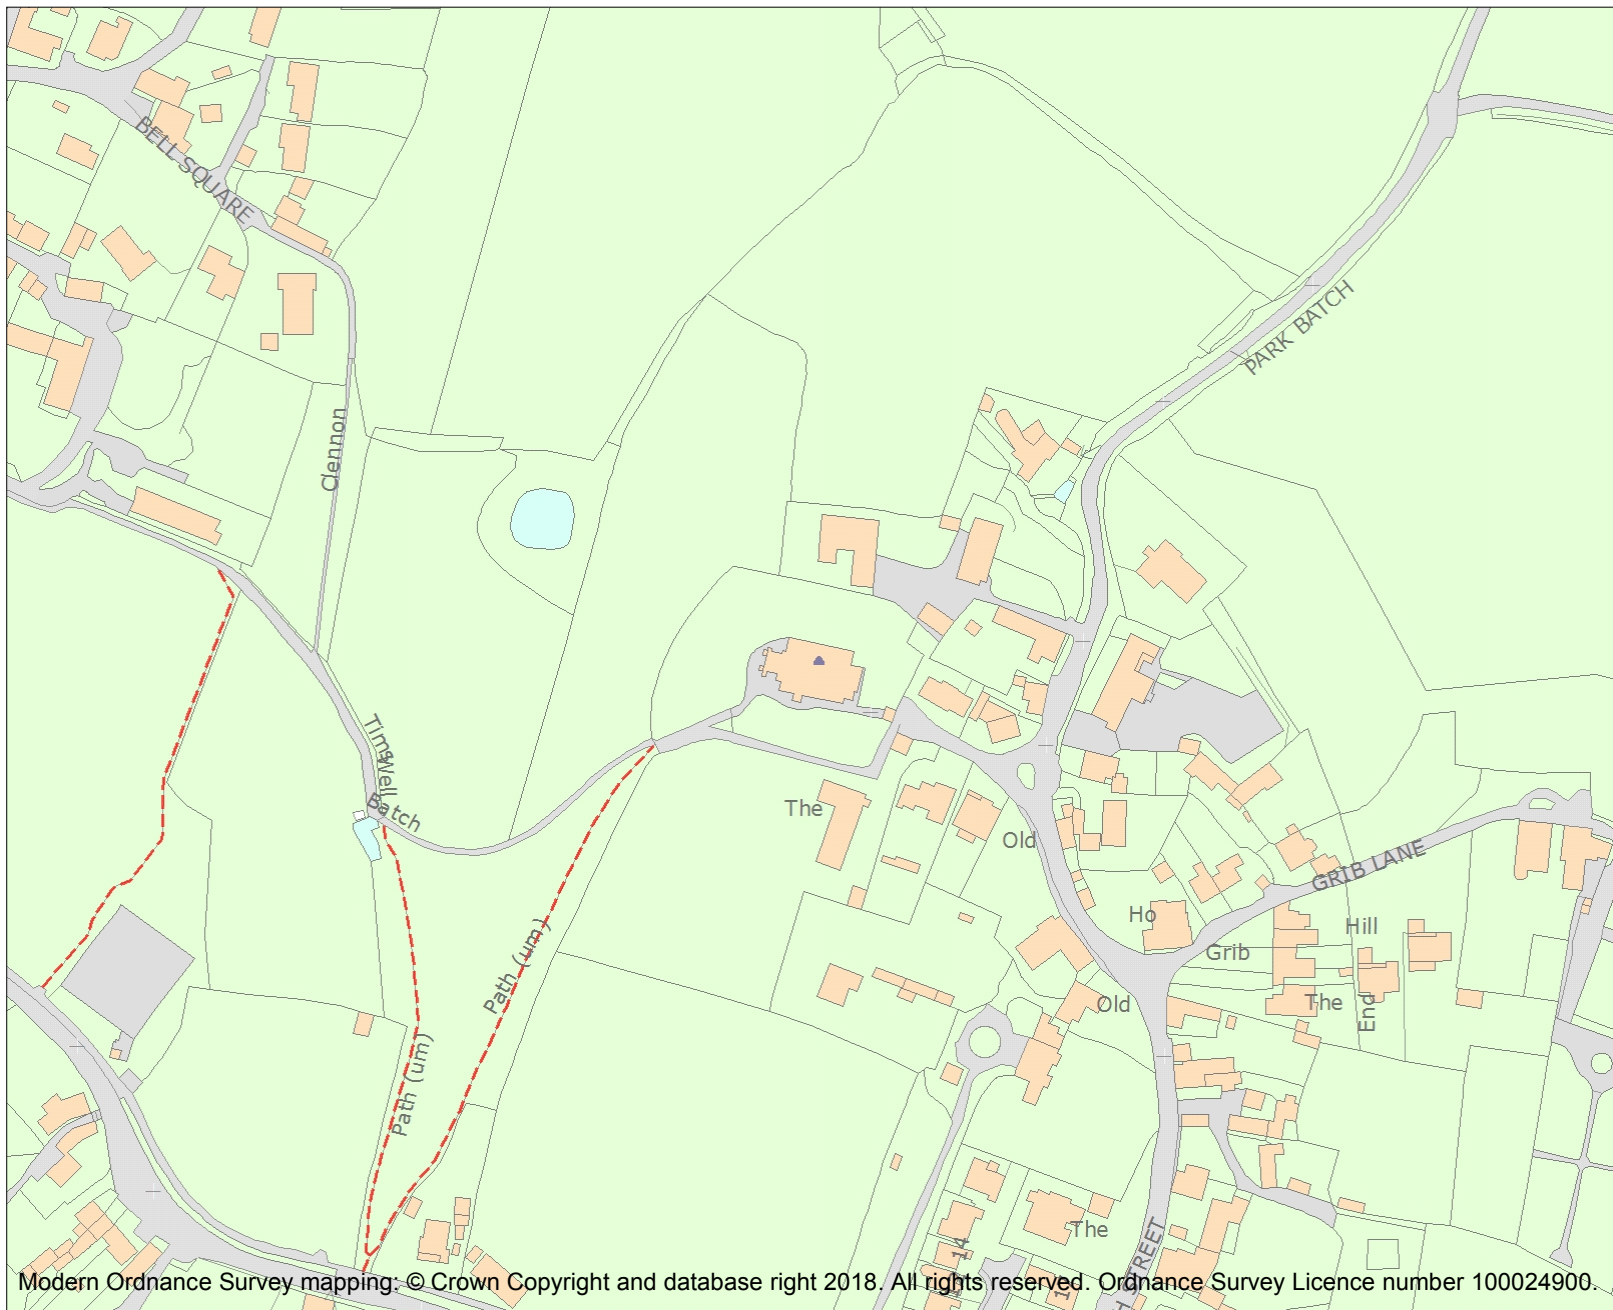 BELL SQUARE
PARK BATCH
Clennon
Tims
Well
Batch
The
Old
GRIB LANE
Ho
Hill
Grib
Path (um)
Old
The
End
Path (um)
The
14
H STREET
Modern Ordnance Survey mapping: © Crown Copyright and database right 2018. All rights reserved. Ordnance Survey Licence number 100024900.